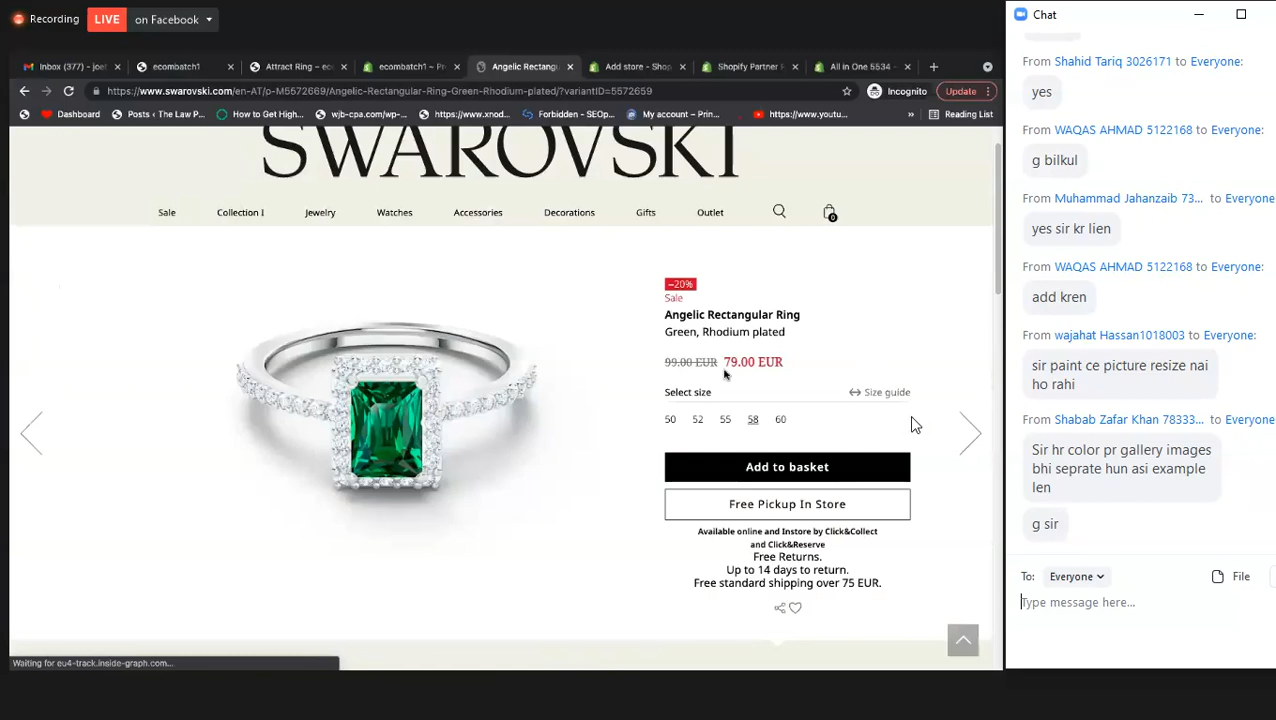 Recording
LIVE
on Facebook
Inbox (377) – joel
ecombatch1
Attract Ring – ec
ecombatch1 ~ Pr
Angelic Rectangu
Add store - Shop
Shopify Partner F
All in One 5534 –
https://www.swarovski.com/en-AT/p-M5572669/Angelic-Rectangular-Ring-Green-Rhodium-plated/?variantID=5572659
Incognito
Update
Dashboard
Posts ‹ The Law P...
How to Get High...
wjb-cpa.com/wp-...
https://www.xnod...
Forbidden - SEOp...
My account – Prin...
https://www.youtu...
»
Reading List
SWAROVSKI
Sale
Collection I
Jewelry
Watches
Accessories
Decorations
Gifts
Outlet
0
−20%
Sale
Angelic Rectangular Ring
Green, Rhodium plated
99.00 EUR 79.00 EUR
Select size
Size guide
50 52 55 58 60
Add to basket
Free Pickup In Store
Available online and Instore by Click&Collect
and Click&Reserve
Free Returns.
Up to 14 days to return.
Free standard shipping over 75 EUR.
Waiting for eu4-track.inside-graph.com...
Chat
From Shahid Tariq 3026171 to Everyone:
yes
From WAQAS AHMAD 5122168 to Everyone:
g bilkul
From Muhammad Jahanzaib 73... to Everyone
yes sir kr lien
From WAQAS AHMAD 5122168 to Everyone:
add kren
From wajahat Hassan1018003 to Everyone:
sir paint ce picture resize nai
ho rahi
From Shabab Zafar Khan 78333... to Everyone
Sir hr color pr gallery images
bhi seprate hun asi example
len
g sir
To: Everyone
File
Type message here...